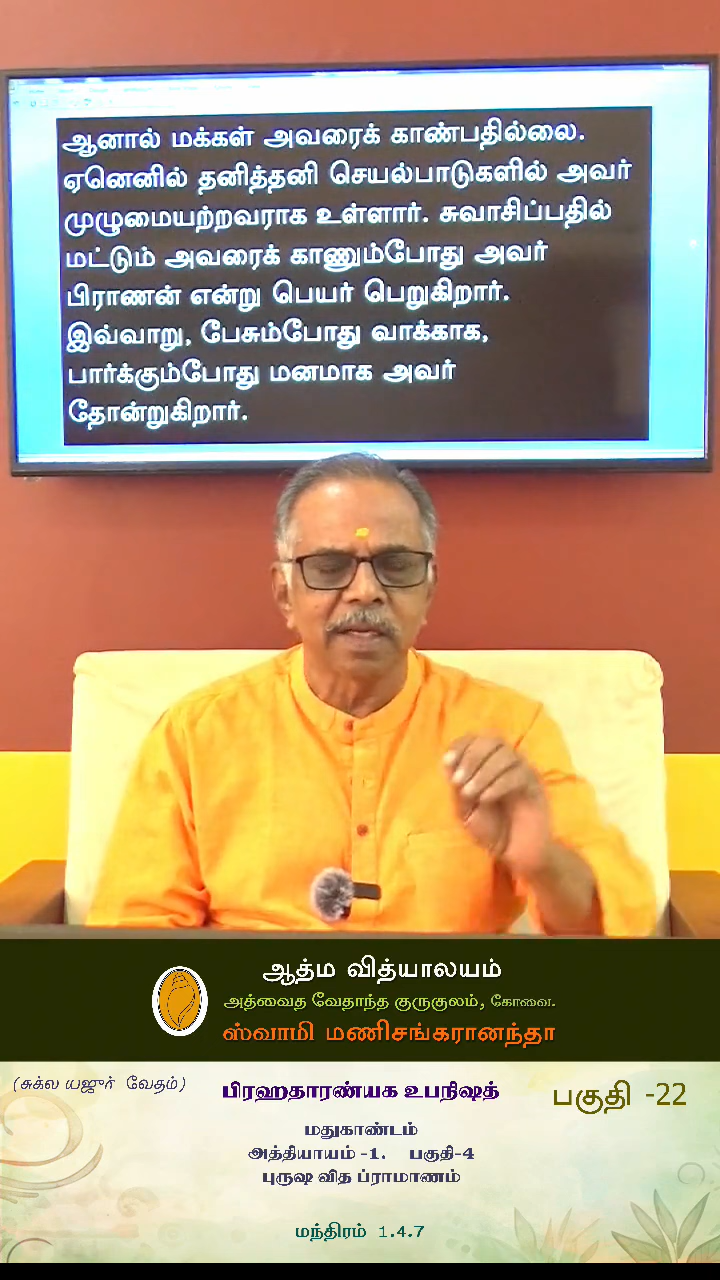 ஆனால் மக்கள் அவரைக் காண்பதில்லை.
ஏனெனில் தனித்தனி செயல்பாடுகளில் அவர்
முழுமையற்றவராக உள்ளார். சுவாசிப்பதில்
மட்டும் அவரைக் காணும்போது அவர்
பிராணன் என்று பெயர் பெறுகிறார்.
இவ்வாறு, பேசும்போது வாக்காக,
பார்க்கும்போது மனமாக அவர்
தோன்றுகிறார்.
ஆத்ம வித்யாலயம்
அத்வைத வேதாந்த குருகுலம், கோவை.
ஸ்வாமி மணிசங்கரானந்தா
(சுக்ல யஜுர் வேதம்)
பிரஹதாரண்யக உபநிஷத்
பகுதி -22
மதுகாண்டம்
அத்தியாயம் -1. பகுதி-4
புருஷ வித ப்ராமாணம்
மந்திரம் 1.4.7